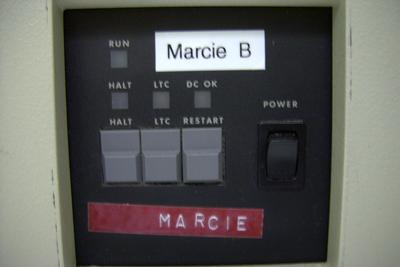 RUN
Marcie B
HALT LTC DC OK
POWER
HALT LTC RESTART
MARCIE